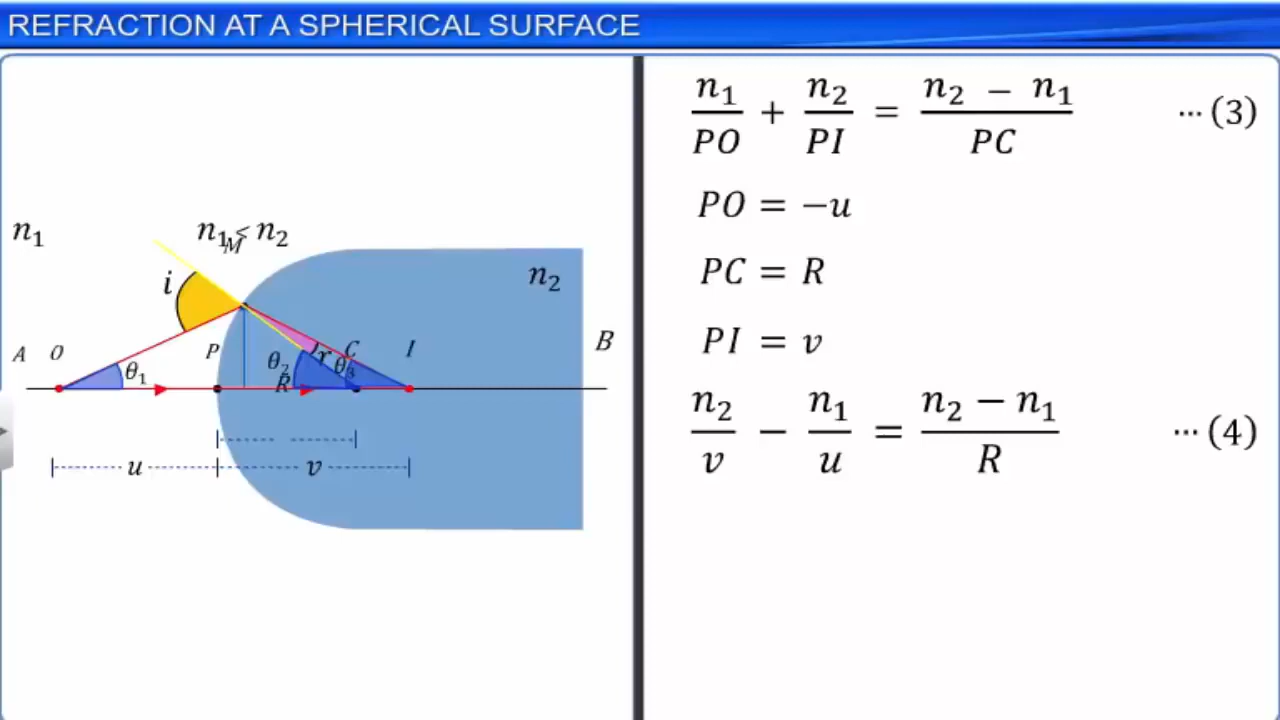 REFRACTION AT A SPHERICAL SURFACE
n₁/PO + n₂/PI = (n₂ − n₁)/PC ⋯ (3)
PO = −u
PC = R
PI = v
n₂/v − n₁/u = (n₂ − n₁)/R ⋯ (4)
n₁
n₁ < n₂
M
n₂
i
A O P C I B
θ₁ θ₂ r θ₃
R
u v